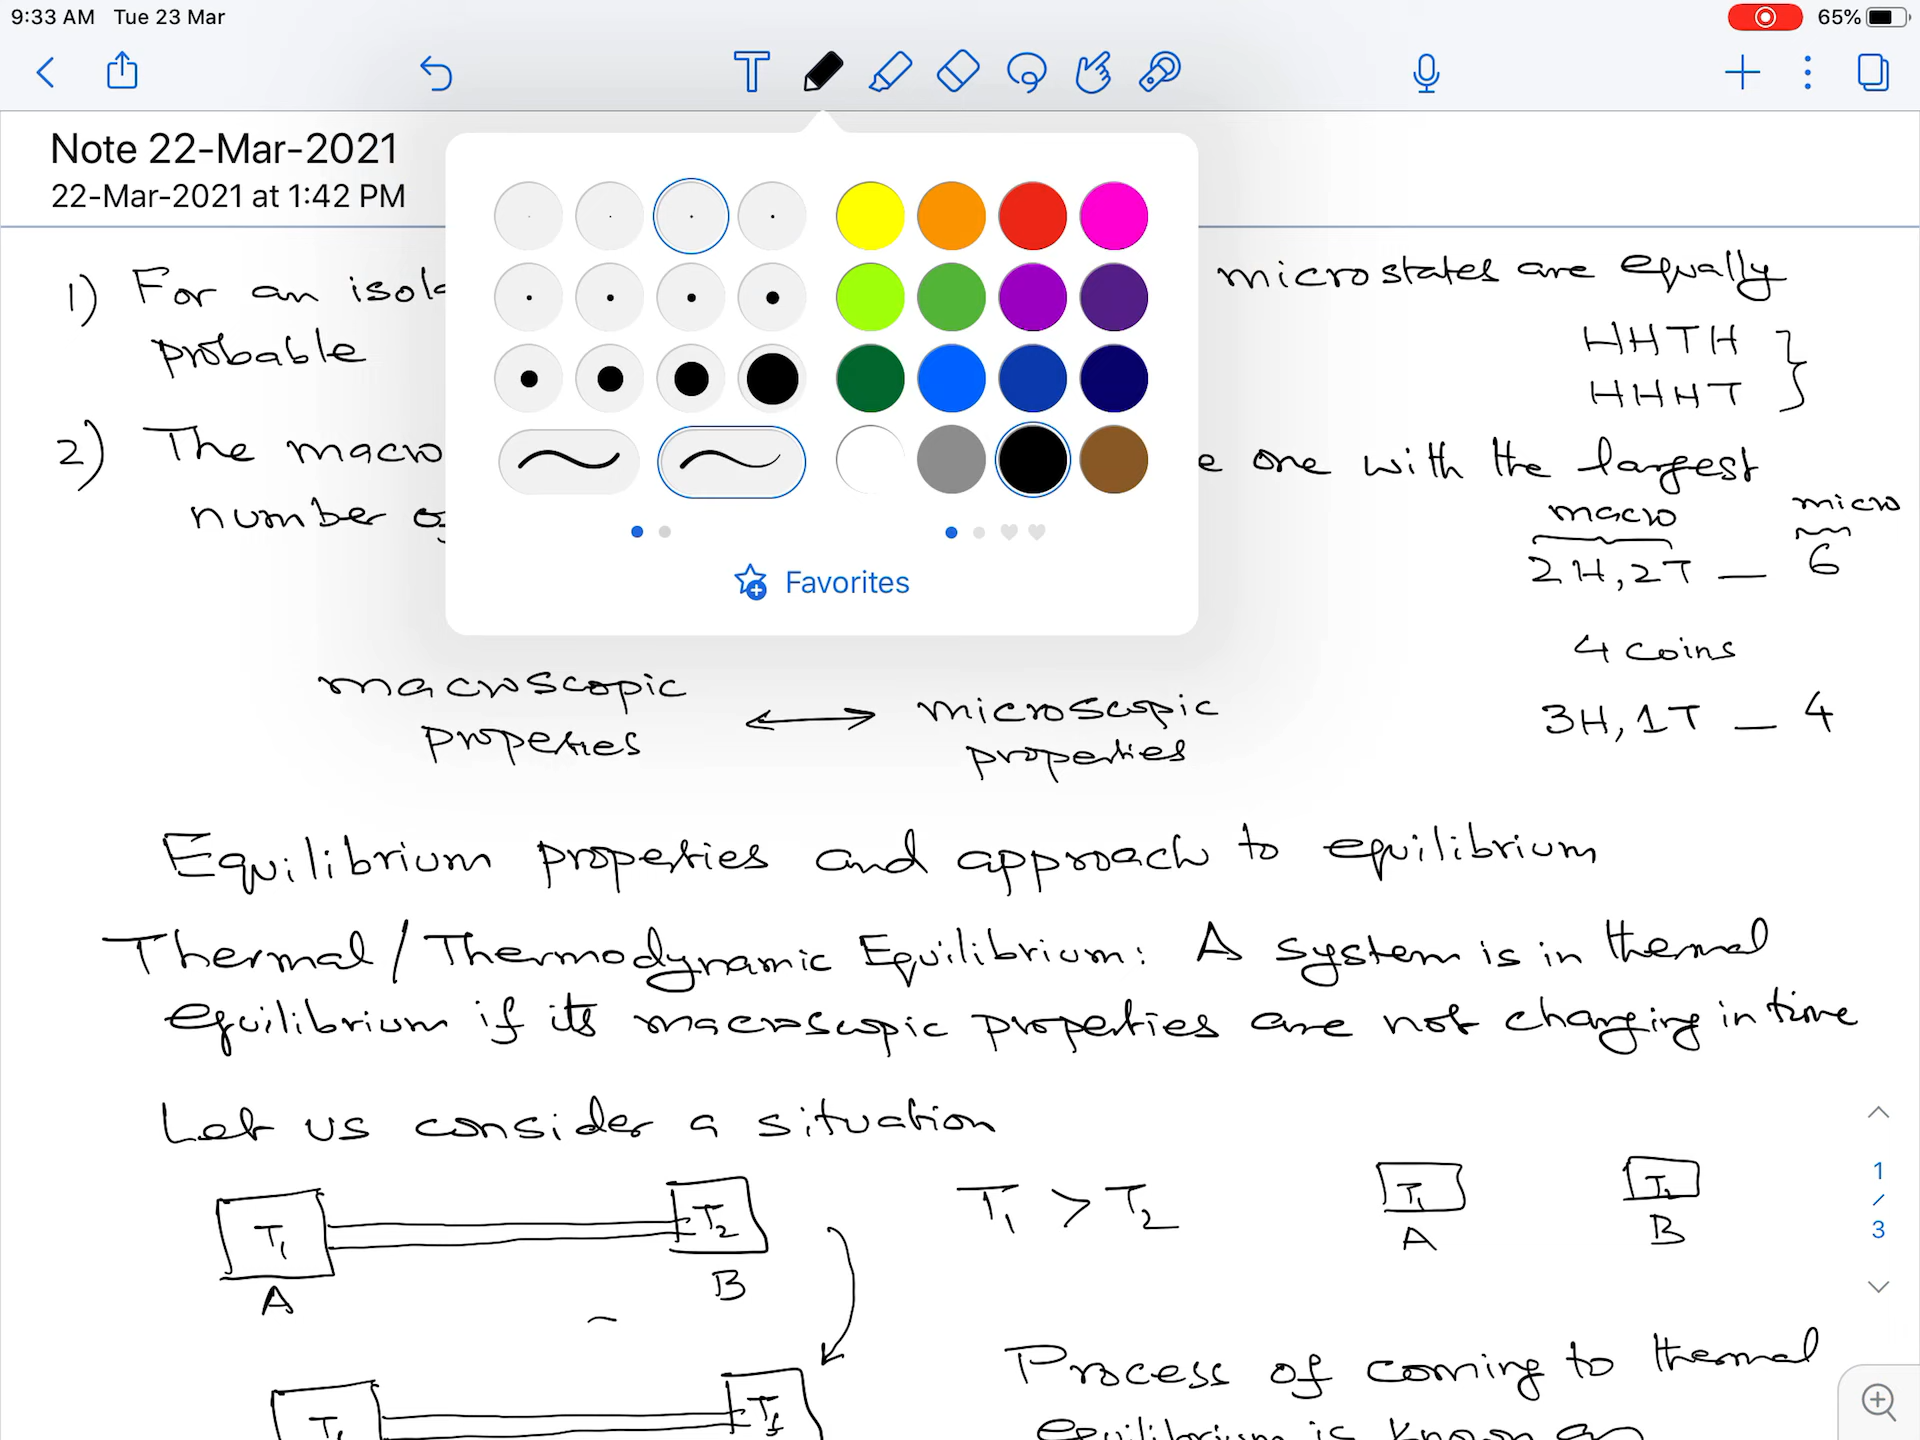 9:33 AM Tue 23 Mar
65%
T
Note 22-Mar-2021
22-Mar-2021 at 1:42 PM
Favorites
1) For an isol microstates are equally
probable
HHTH
HHHT
2) The macro one with the largest
number
macro micro
2H, 2T _ 6
4 coins
3H, 1T _ 4
macroscopic
properties
microscopic
properties
Equilibrium properties and approach to equilibrium
Thermal / Thermodynamic Equilibrium: A system is in thermal
equilibrium if its macroscopic properties are not changing in time
Let us consider a situation
T1 T2 T1 > T2 T1
A B A B
1
/
3
Process of coming to thermal
equilibrium is known